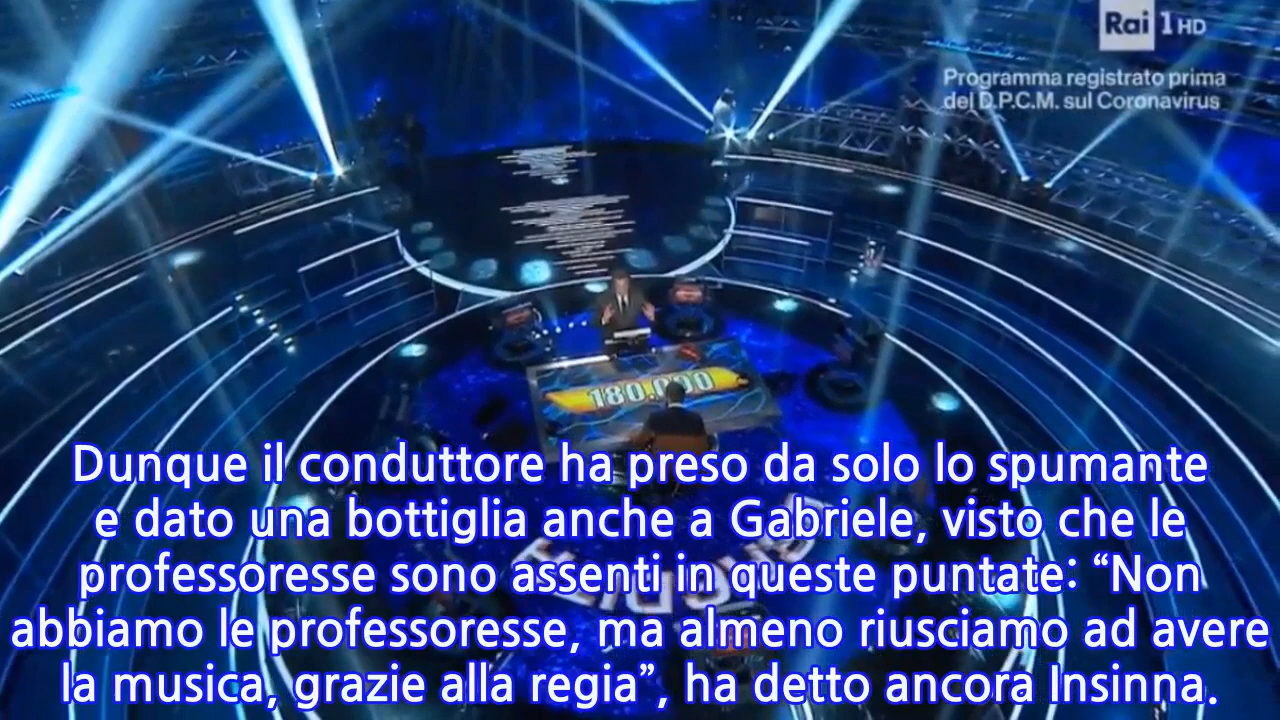 Rai 1 HD
Programma registrato prima
del D.P.C.M. sul Coronavirus
180.000
Dunque il conduttore ha preso da solo lo spumante
e dato una bottiglia anche a Gabriele, visto che le
professoresse sono assenti in queste puntate: “Non
abbiamo le professoresse, ma almeno riusciamo ad avere
la musica, grazie alla regia”, ha detto ancora Insinna.